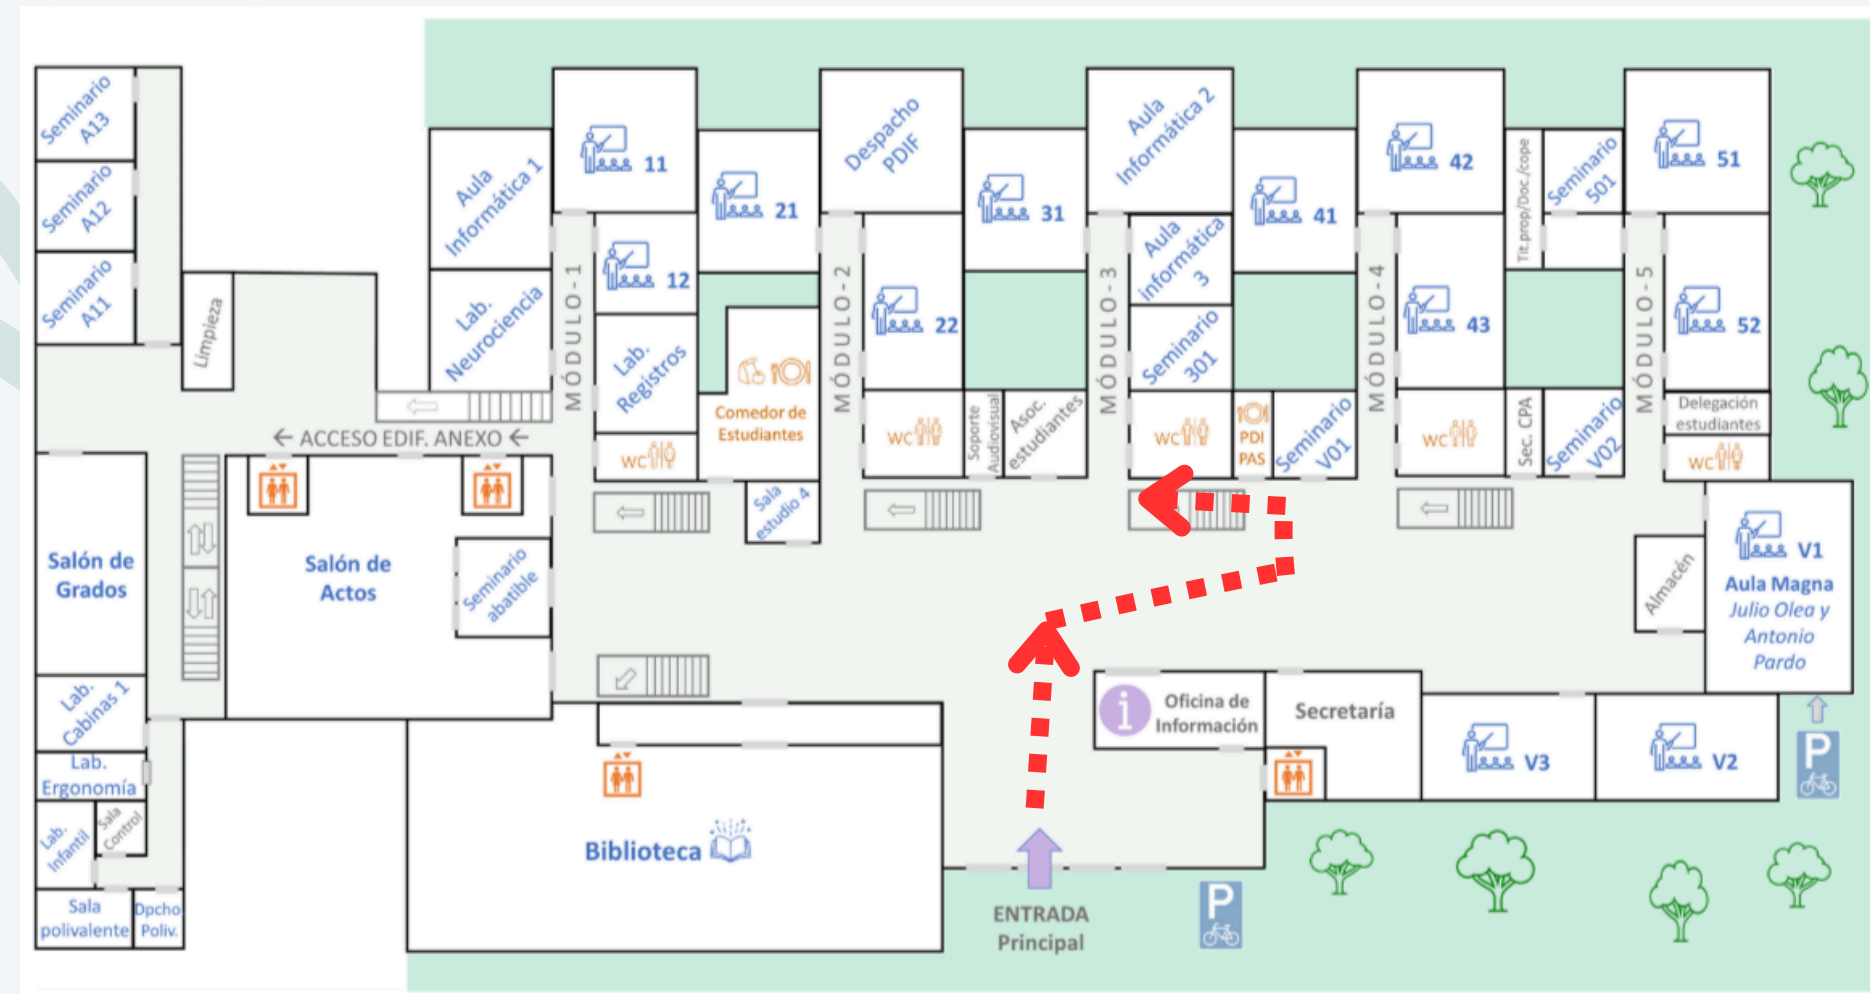 Seminario
A13
Seminario
A12
Seminario
A11
Limpieza
Aula
Informática 1
Lab.
Neurociencia
11
12
Lab.
Registros
WC
MÓDULO-1
21
Comedor de
Estudiantes
Sala
estudio 4
MÓDULO-2
Despacho
PDIF
22
WC
31
Soporte
Audiovisual
Asoc.
estudiantes
MÓDULO-3
Aula
Informática 2
Aula
informática
3
Seminario
301
WC
41
PDI
PAS
Seminario
V01
MÓDULO-4
42
43
WC
Tit.prop/Doc./cope
Seminario
501
Sec. CPA
Seminario
V02
MÓDULO-5
51
52
Delegación
estudiantes
WC
← ACCESO EDIF. ANEXO ←
Salón de
Grados
Salón de
Actos
Seminario
abatible
Almacén
V1
Aula Magna
Julio Olea y
Antonio
Pardo
Lab.
Cabinas 1
Lab.
Ergonomía
Lab.
Infantil
Sala
Control
Sala
polivalente
Dpcho.
Poliv.
Biblioteca
i
Oficina de
Información
Secretaría
V3
V2
P
ENTRADA
Principal
P